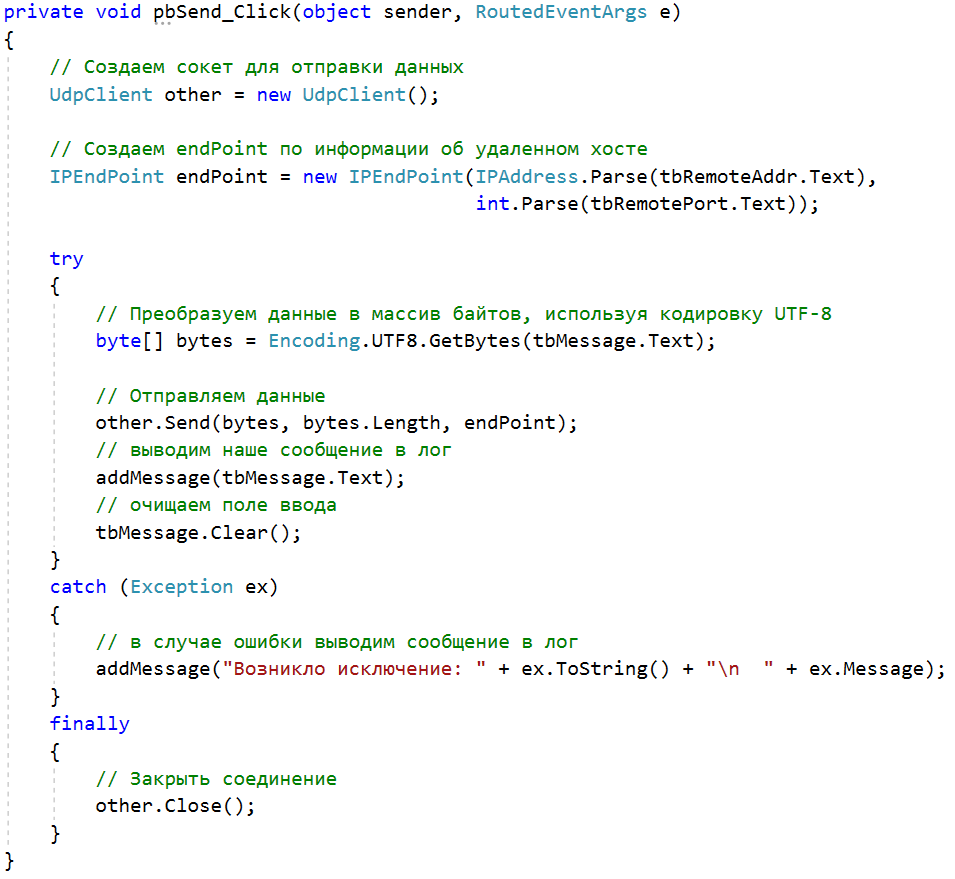 private void pbSend_Click(object sender, RoutedEventArgs e)
{
// Создаем сокет для отправки данных
UdpClient other = new UdpClient();
// Создаем endPoint по информации об удаленном хосте
IPEndPoint endPoint = new IPEndPoint(IPAddress.Parse(tbRemoteAddr.Text),
int.Parse(tbRemotePort.Text));
try
{
// Преобразуем данные в массив байтов, используя кодировку UTF-8
byte[] bytes = Encoding.UTF8.GetBytes(tbMessage.Text);
// Отправляем данные
other.Send(bytes, bytes.Length, endPoint);
// выводим наше сообщение в лог
addMessage(tbMessage.Text);
// очищаем поле ввода
tbMessage.Clear();
}
catch (Exception ex)
{
// в случае ошибки выводим сообщение в лог
addMessage("Возникло исключение: " + ex.ToString() + "\n  " + ex.Message);
}
finally
{
// Закрыть соединение
other.Close();
}
}